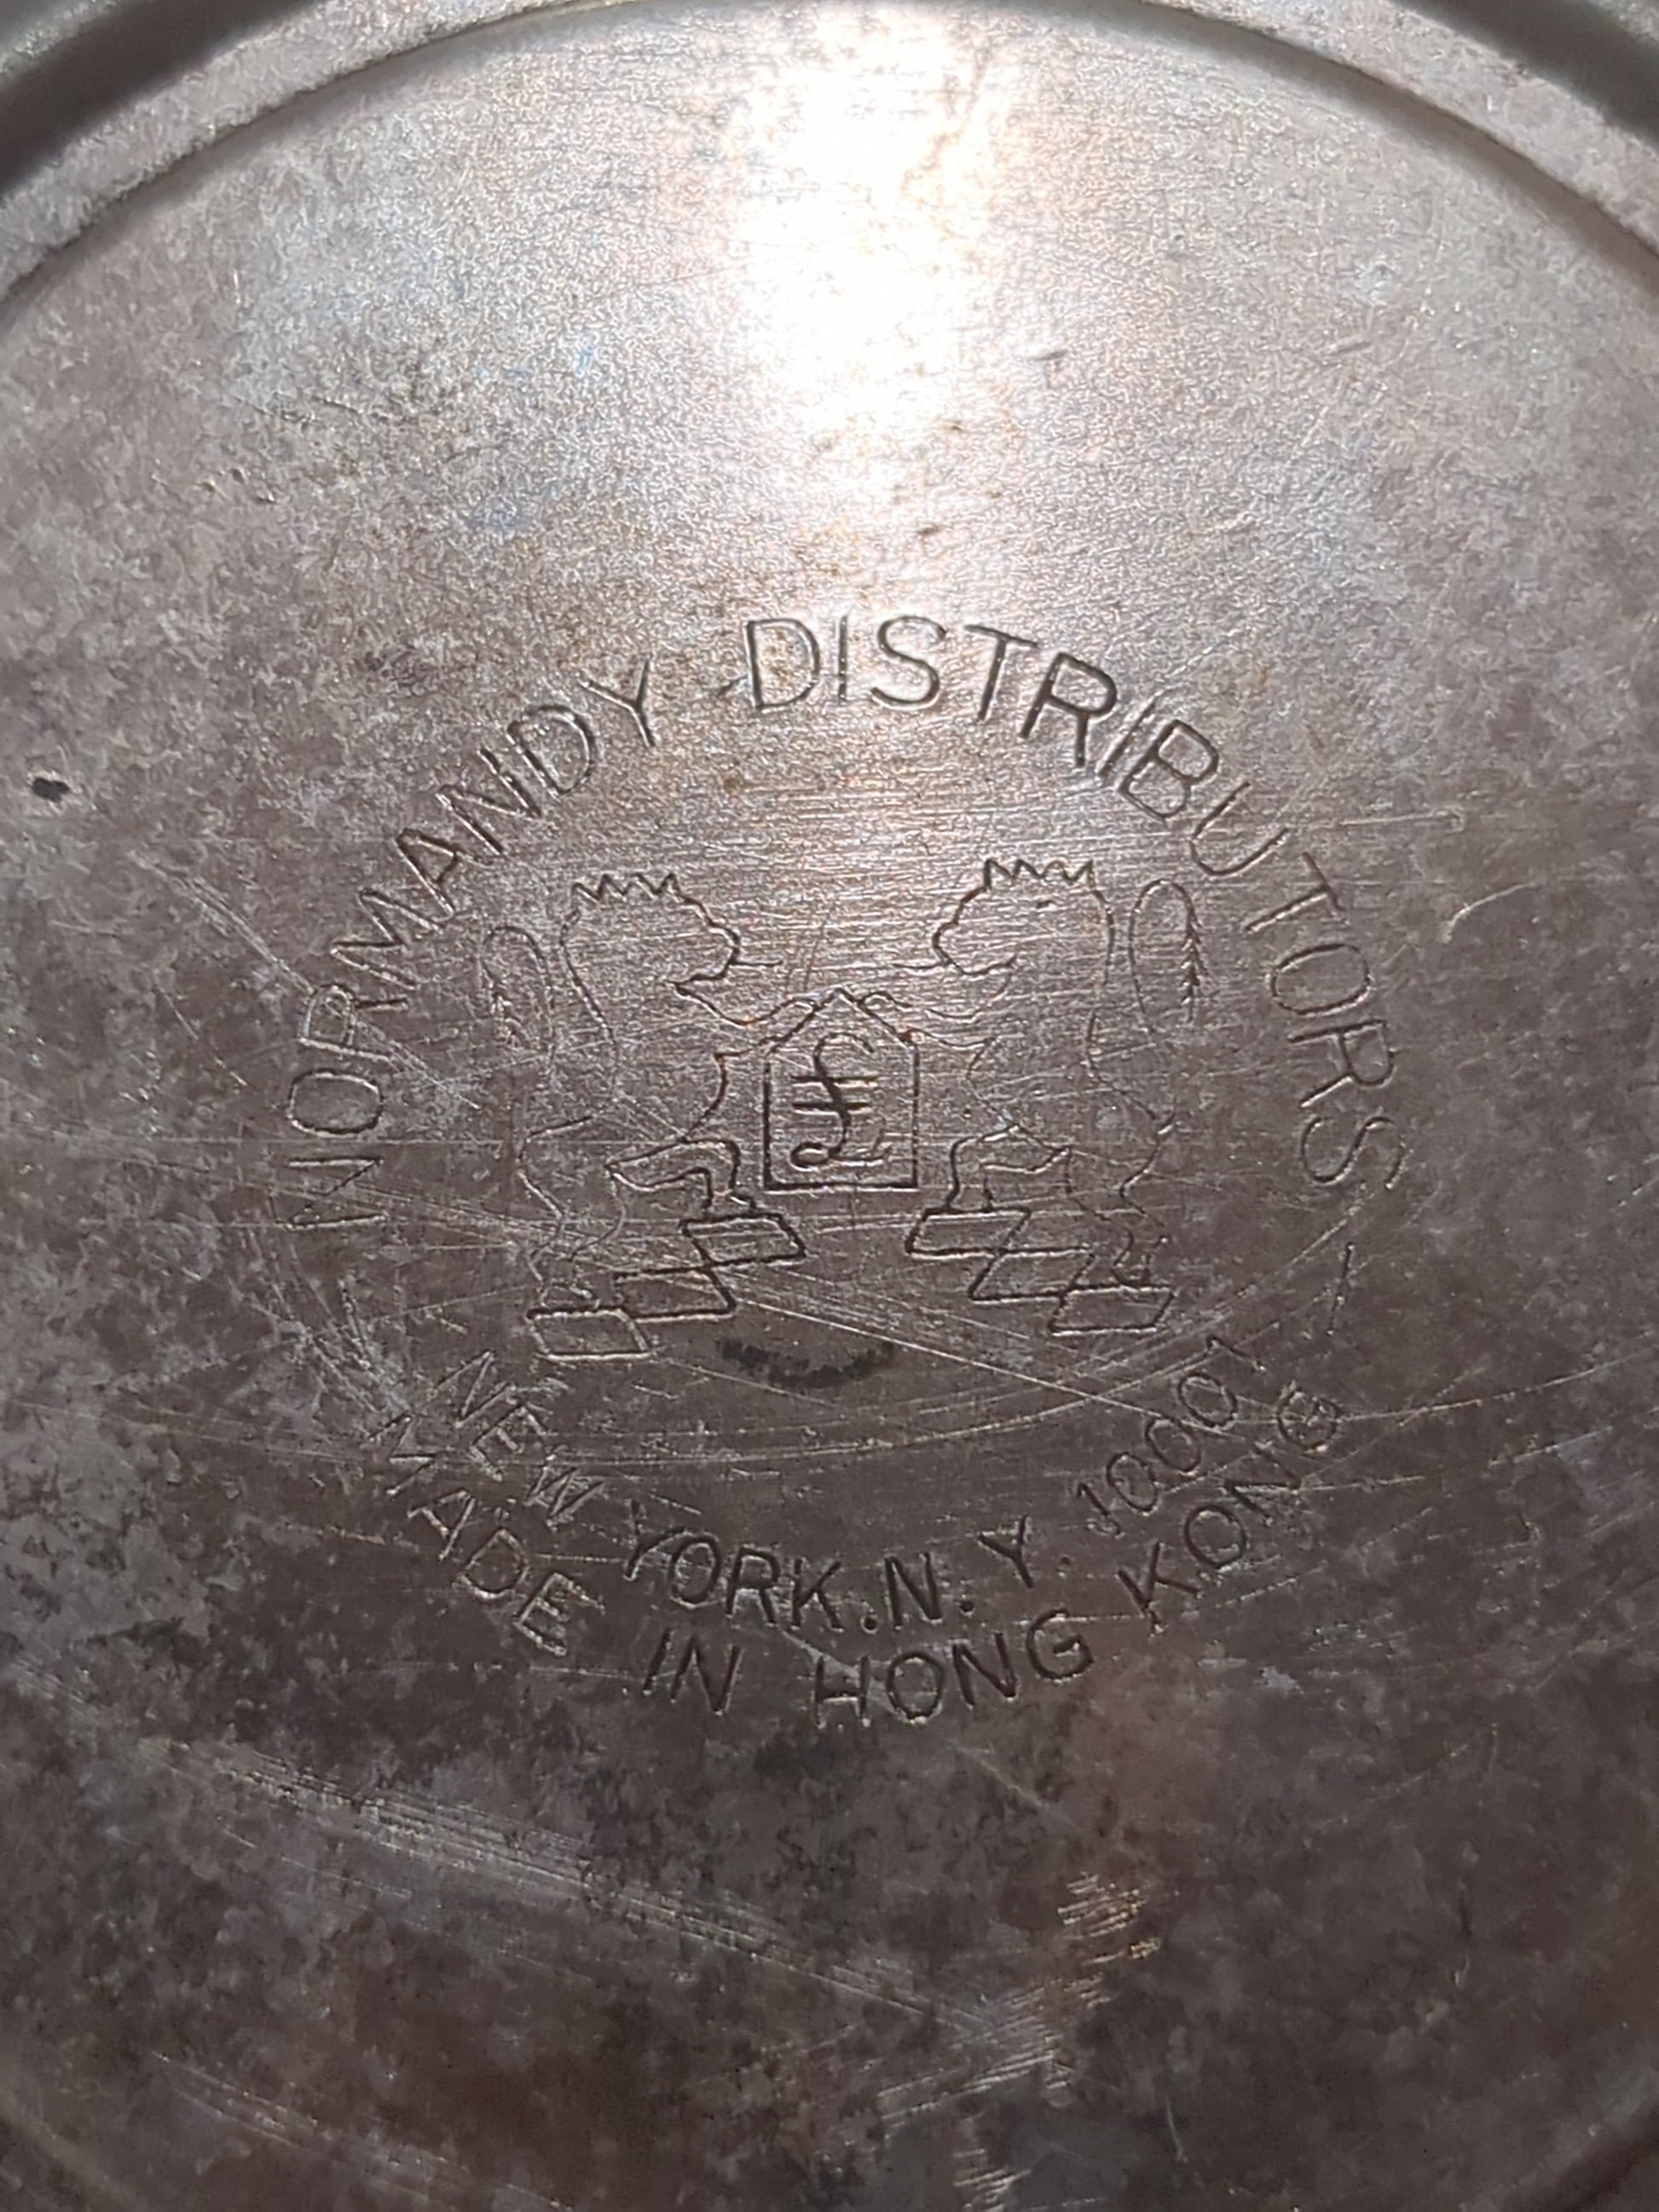 NORMANDY DISTRIBUTORS
£
NEW YORK.N.Y. 10001
MADE IN HONG KONG